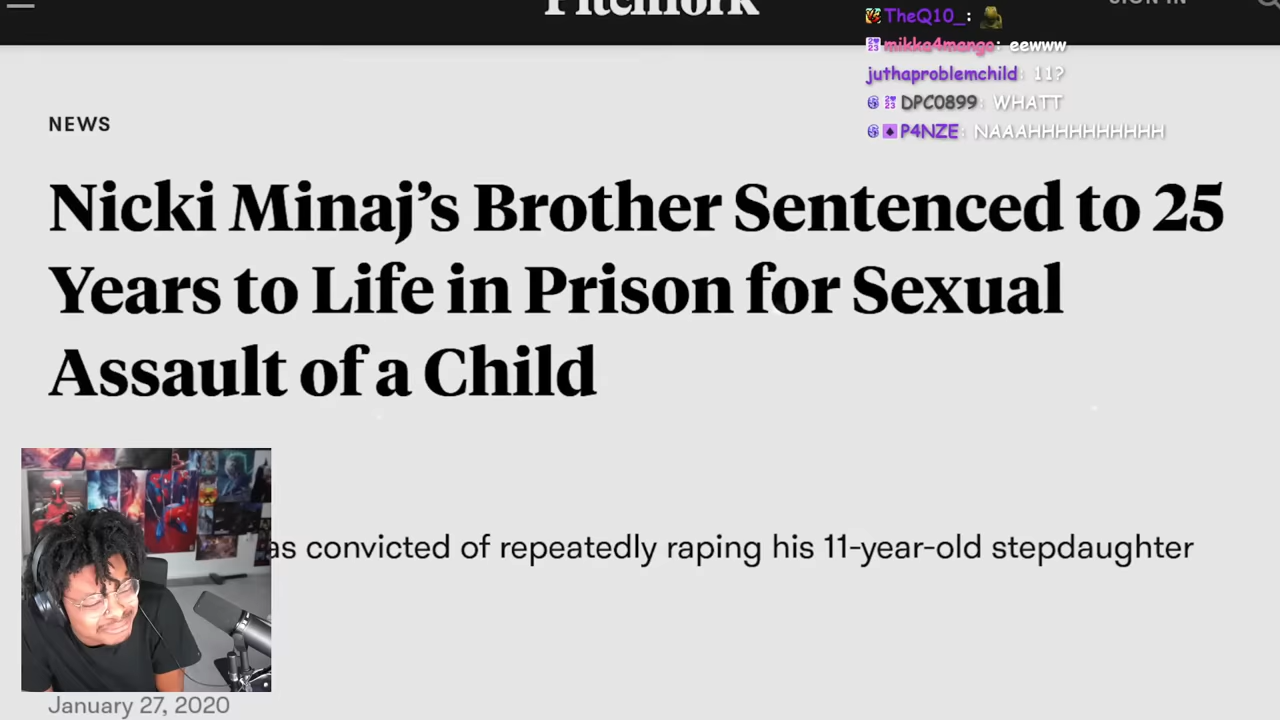 Pitchfork
SIGN IN
TheQ10_:
mikka4mango: eewww
juthaproblemchild: 11?
DPC0899: WHATT
P4NZE: NAAAHHHHHHHHHH
NEWS
Nicki Minaj's Brother Sentenced to 25
Years to Life in Prison for Sexual
Assault of a Child
as convicted of repeatedly raping his 11-year-old stepdaughter
January 27, 2020